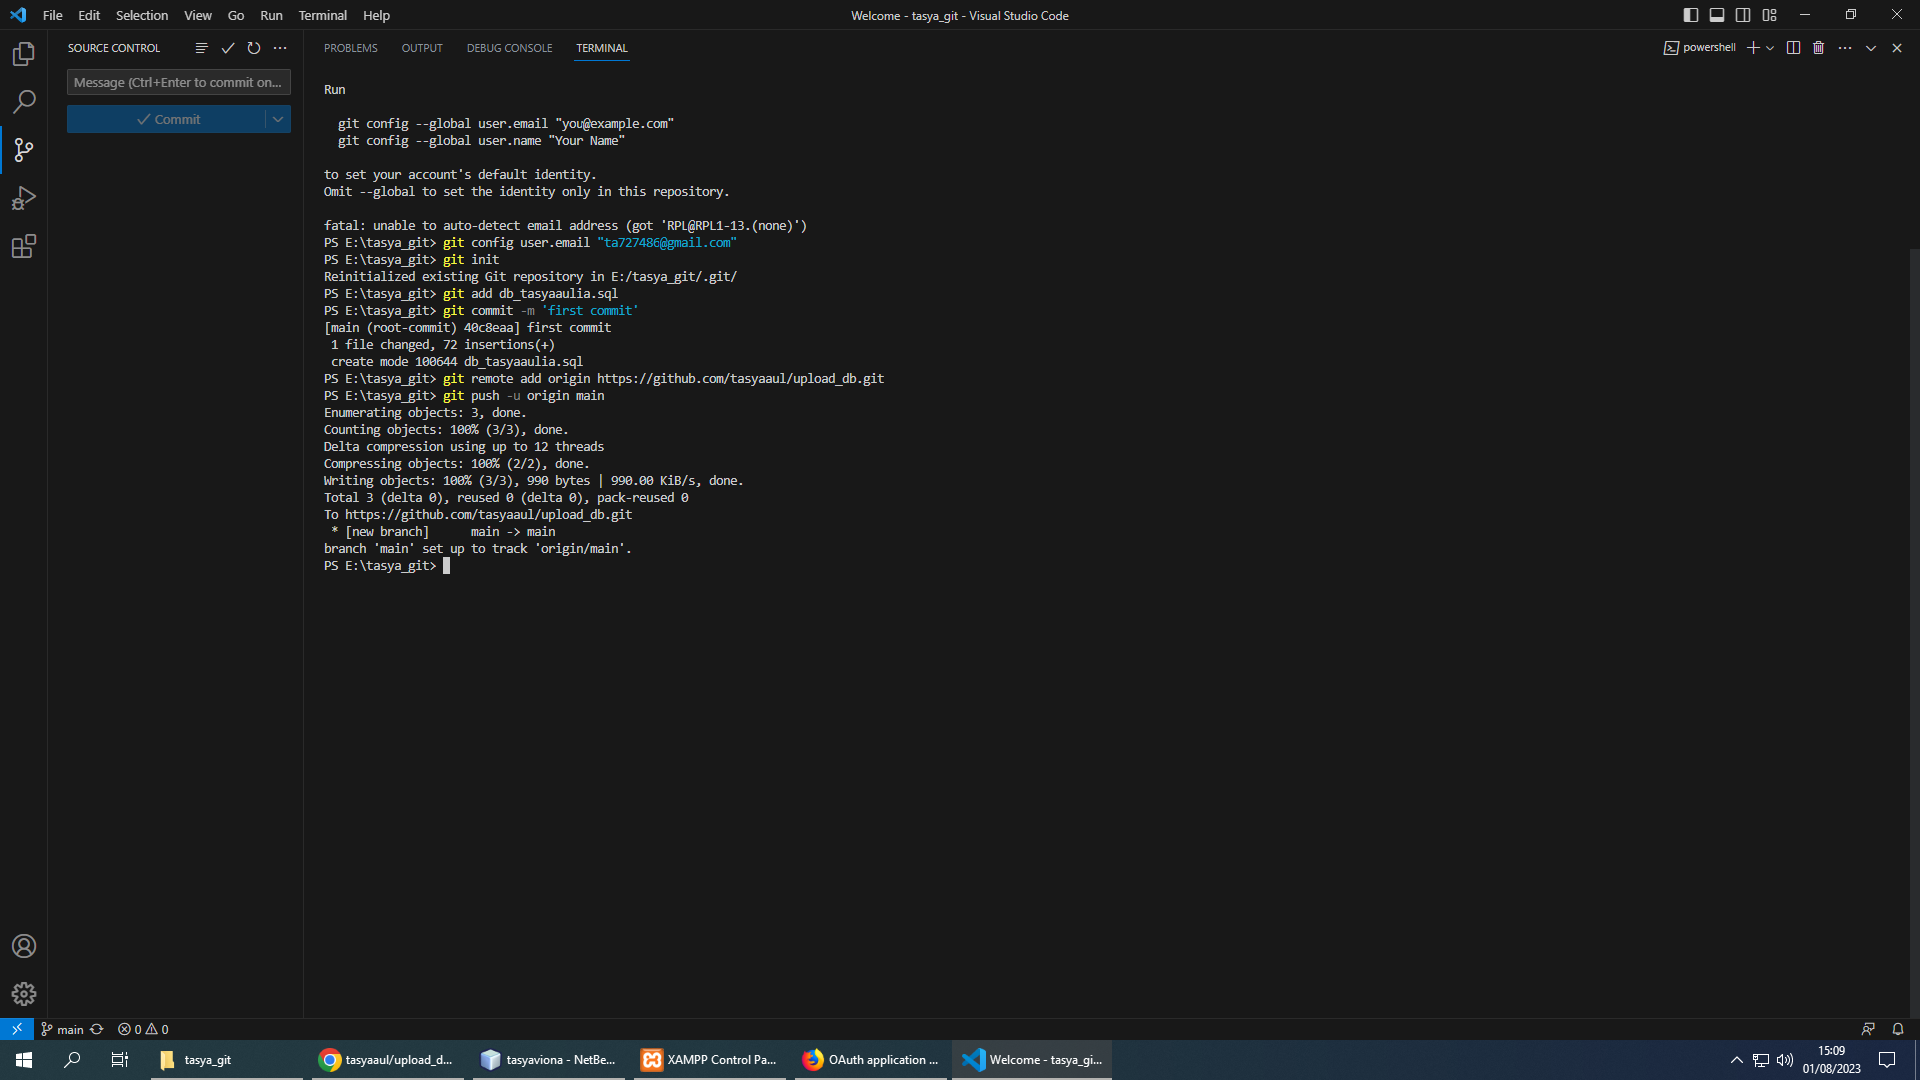 File Edit Selection View Go Run Terminal Help
Welcome - tasya_git - Visual Studio Code
SOURCE CONTROL
Message (Ctrl+Enter to commit on...
Commit
PROBLEMS OUTPUT DEBUG CONSOLE TERMINAL
powershell
Run
git config --global user.email "you@example.com"
git config --global user.name "Your Name"
to set your account's default identity.
Omit --global to set the identity only in this repository.
fatal: unable to auto-detect email address (got 'RPL@RPL1-13.(none)')
PS E:\tasya_git> git config user.email "ta727486@gmail.com"
PS E:\tasya_git> git init
Reinitialized existing Git repository in E:/tasya_git/.git/
PS E:\tasya_git> git add db_tasyaaulia.sql
PS E:\tasya_git> git commit -m 'first commit'
[main (root-commit) 40c8eaa] first commit
1 file changed, 72 insertions(+)
create mode 100644 db_tasyaaulia.sql
PS E:\tasya_git> git remote add origin https://github.com/tasyaaul/upload_db.git
PS E:\tasya_git> git push -u origin main
Enumerating objects: 3, done.
Counting objects: 100% (3/3), done.
Delta compression using up to 12 threads
Compressing objects: 100% (2/2), done.
Writing objects: 100% (3/3), 990 bytes | 990.00 KiB/s, done.
Total 3 (delta 0), reused 0 (delta 0), pack-reused 0
To https://github.com/tasyaaul/upload_db.git
* [new branch]      main -> main
branch 'main' set up to track 'origin/main'.
PS E:\tasya_git>
main 0 0
tasya_git
tasyaaul/upload_d...
tasyaviona - NetBe...
XAMPP Control Pa...
OAuth application ...
Welcome - tasya_gi...
15:09
01/08/2023